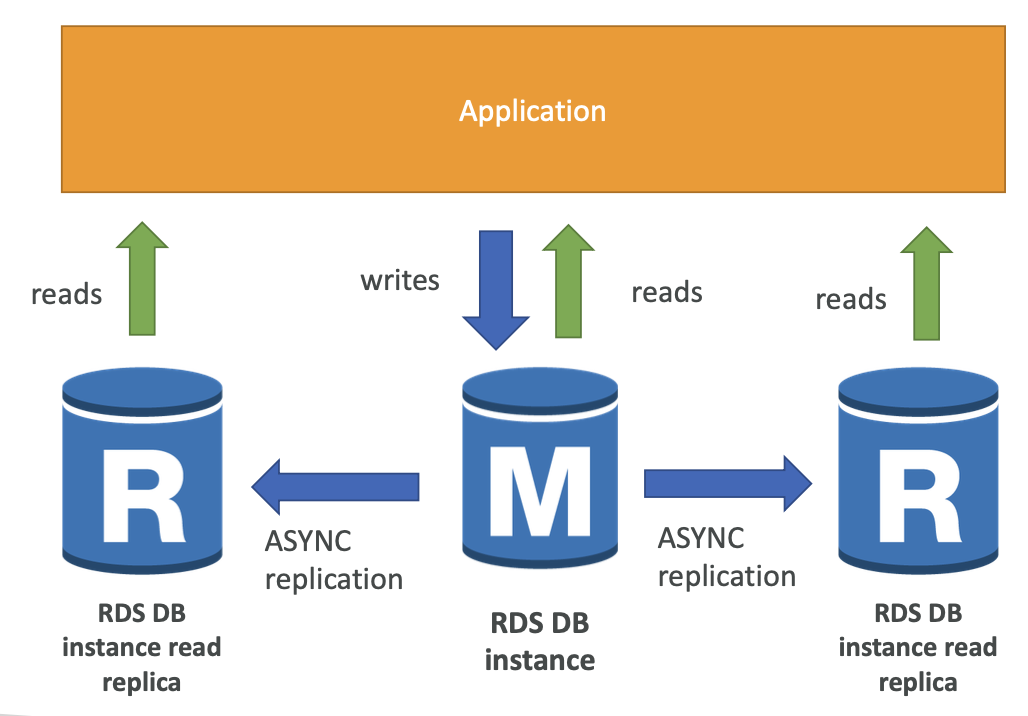 Application
reads
writes
reads
reads
R
M
R
ASYNC
replication
ASYNC
replication
RDS DB
instance read
replica
RDS DB
instance
RDS DB
instance read
replica